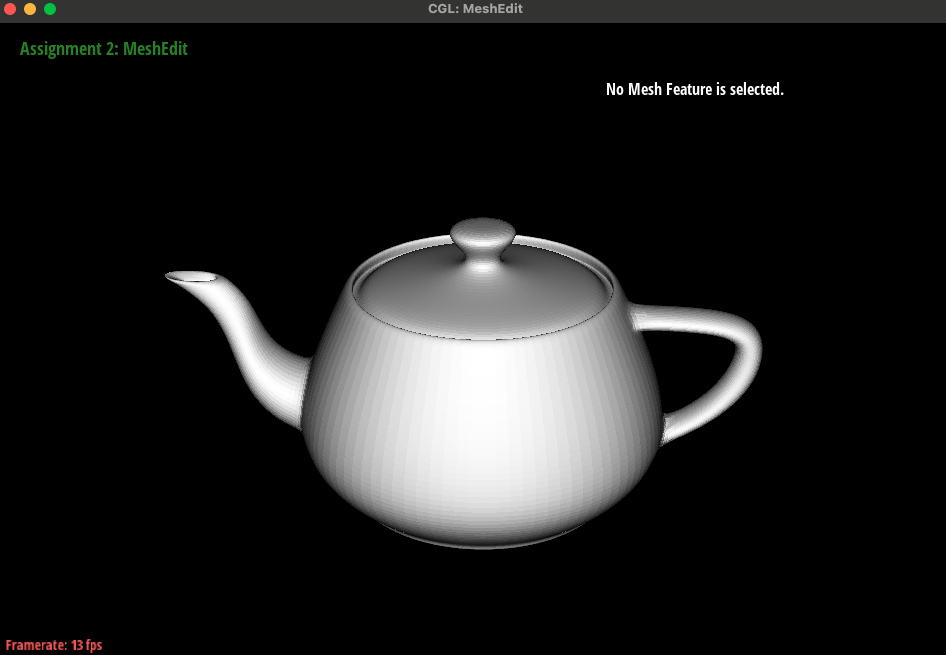 CGL: MeshEdit
Assignment 2: MeshEdit
No Mesh Feature is selected.
Framerate: 13 fps